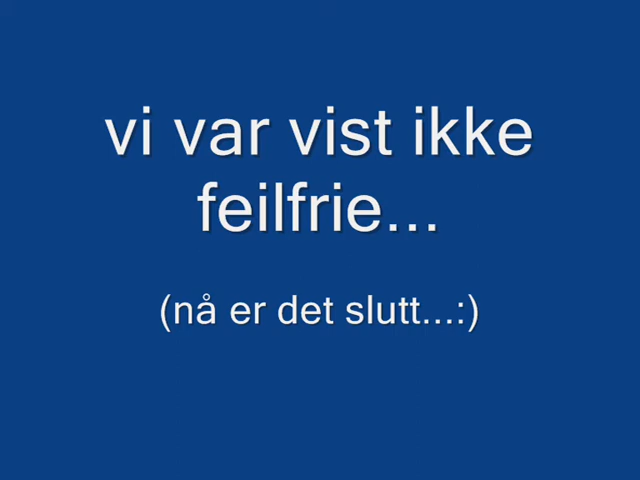 vi var vist ikke
feilfrie...
(nå er det slutt...:)